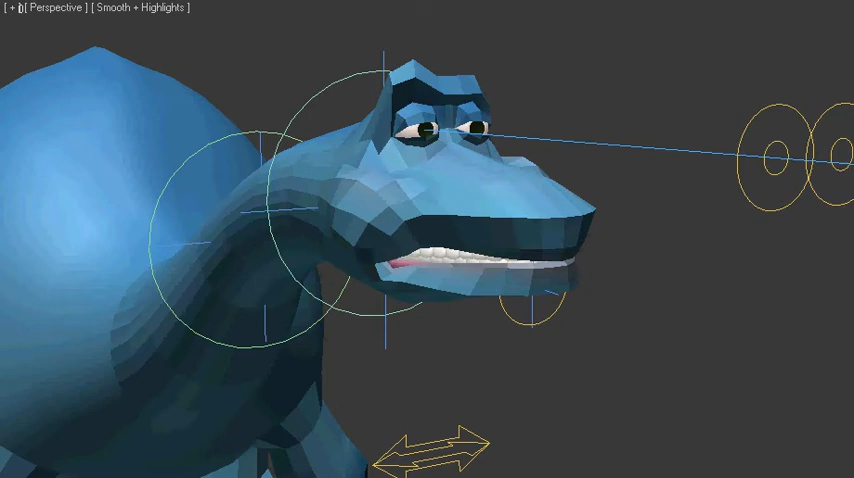 [ + ] [ Perspective ] [ Smooth + Highlights ]